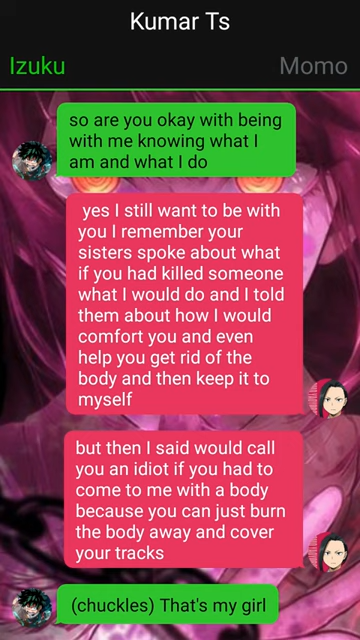 Kumar Ts
Izuku
Momo
so are you okay with being
with me knowing what I
am and what I do
yes I still want to be with
you I remember your
sisters spoke about what
if you had killed someone
what I would do and I told
them about how I would
comfort you and even
help you get rid of the
body and then keep it to
myself
but then I said would call
you an idiot if you had to
come to me with a body
because you can just burn
the body away and cover
your tracks
(chuckles) That's my girl